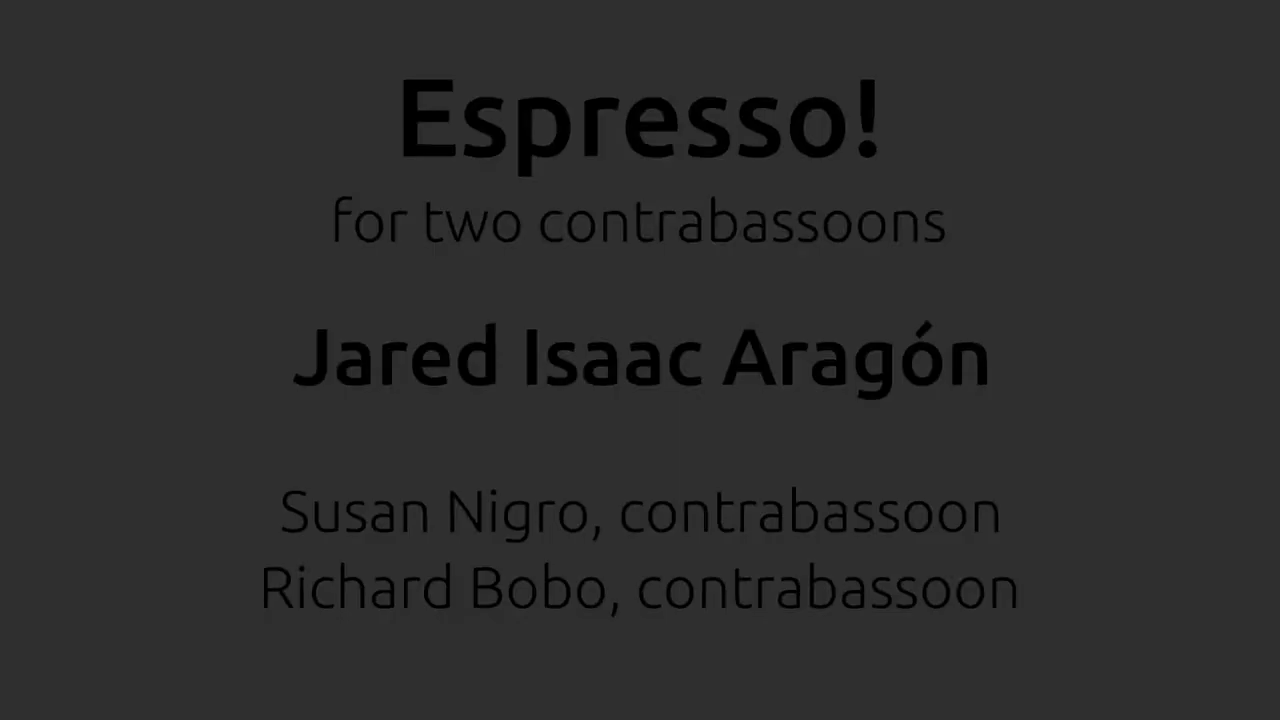 Espresso!
for two contrabassoons
Jared Isaac Aragón
Susan Nigro, contrabassoon
Richard Bobo, contrabassoon